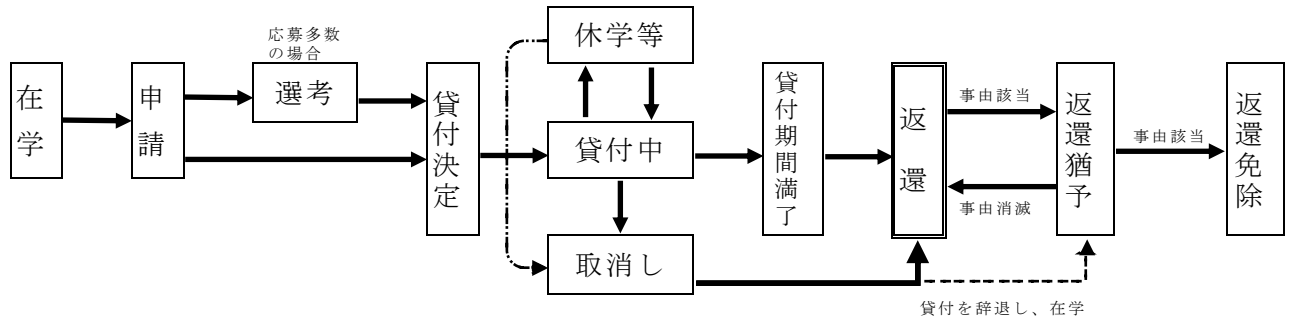 在学
申請
応募多数
の場合
選考
貸付決定
休学等
貸付中
取消し
貸付期間満了
返還
事由該当
事由消滅
返還猶予
事由該当
返還免除
貸付を辞退し、在学